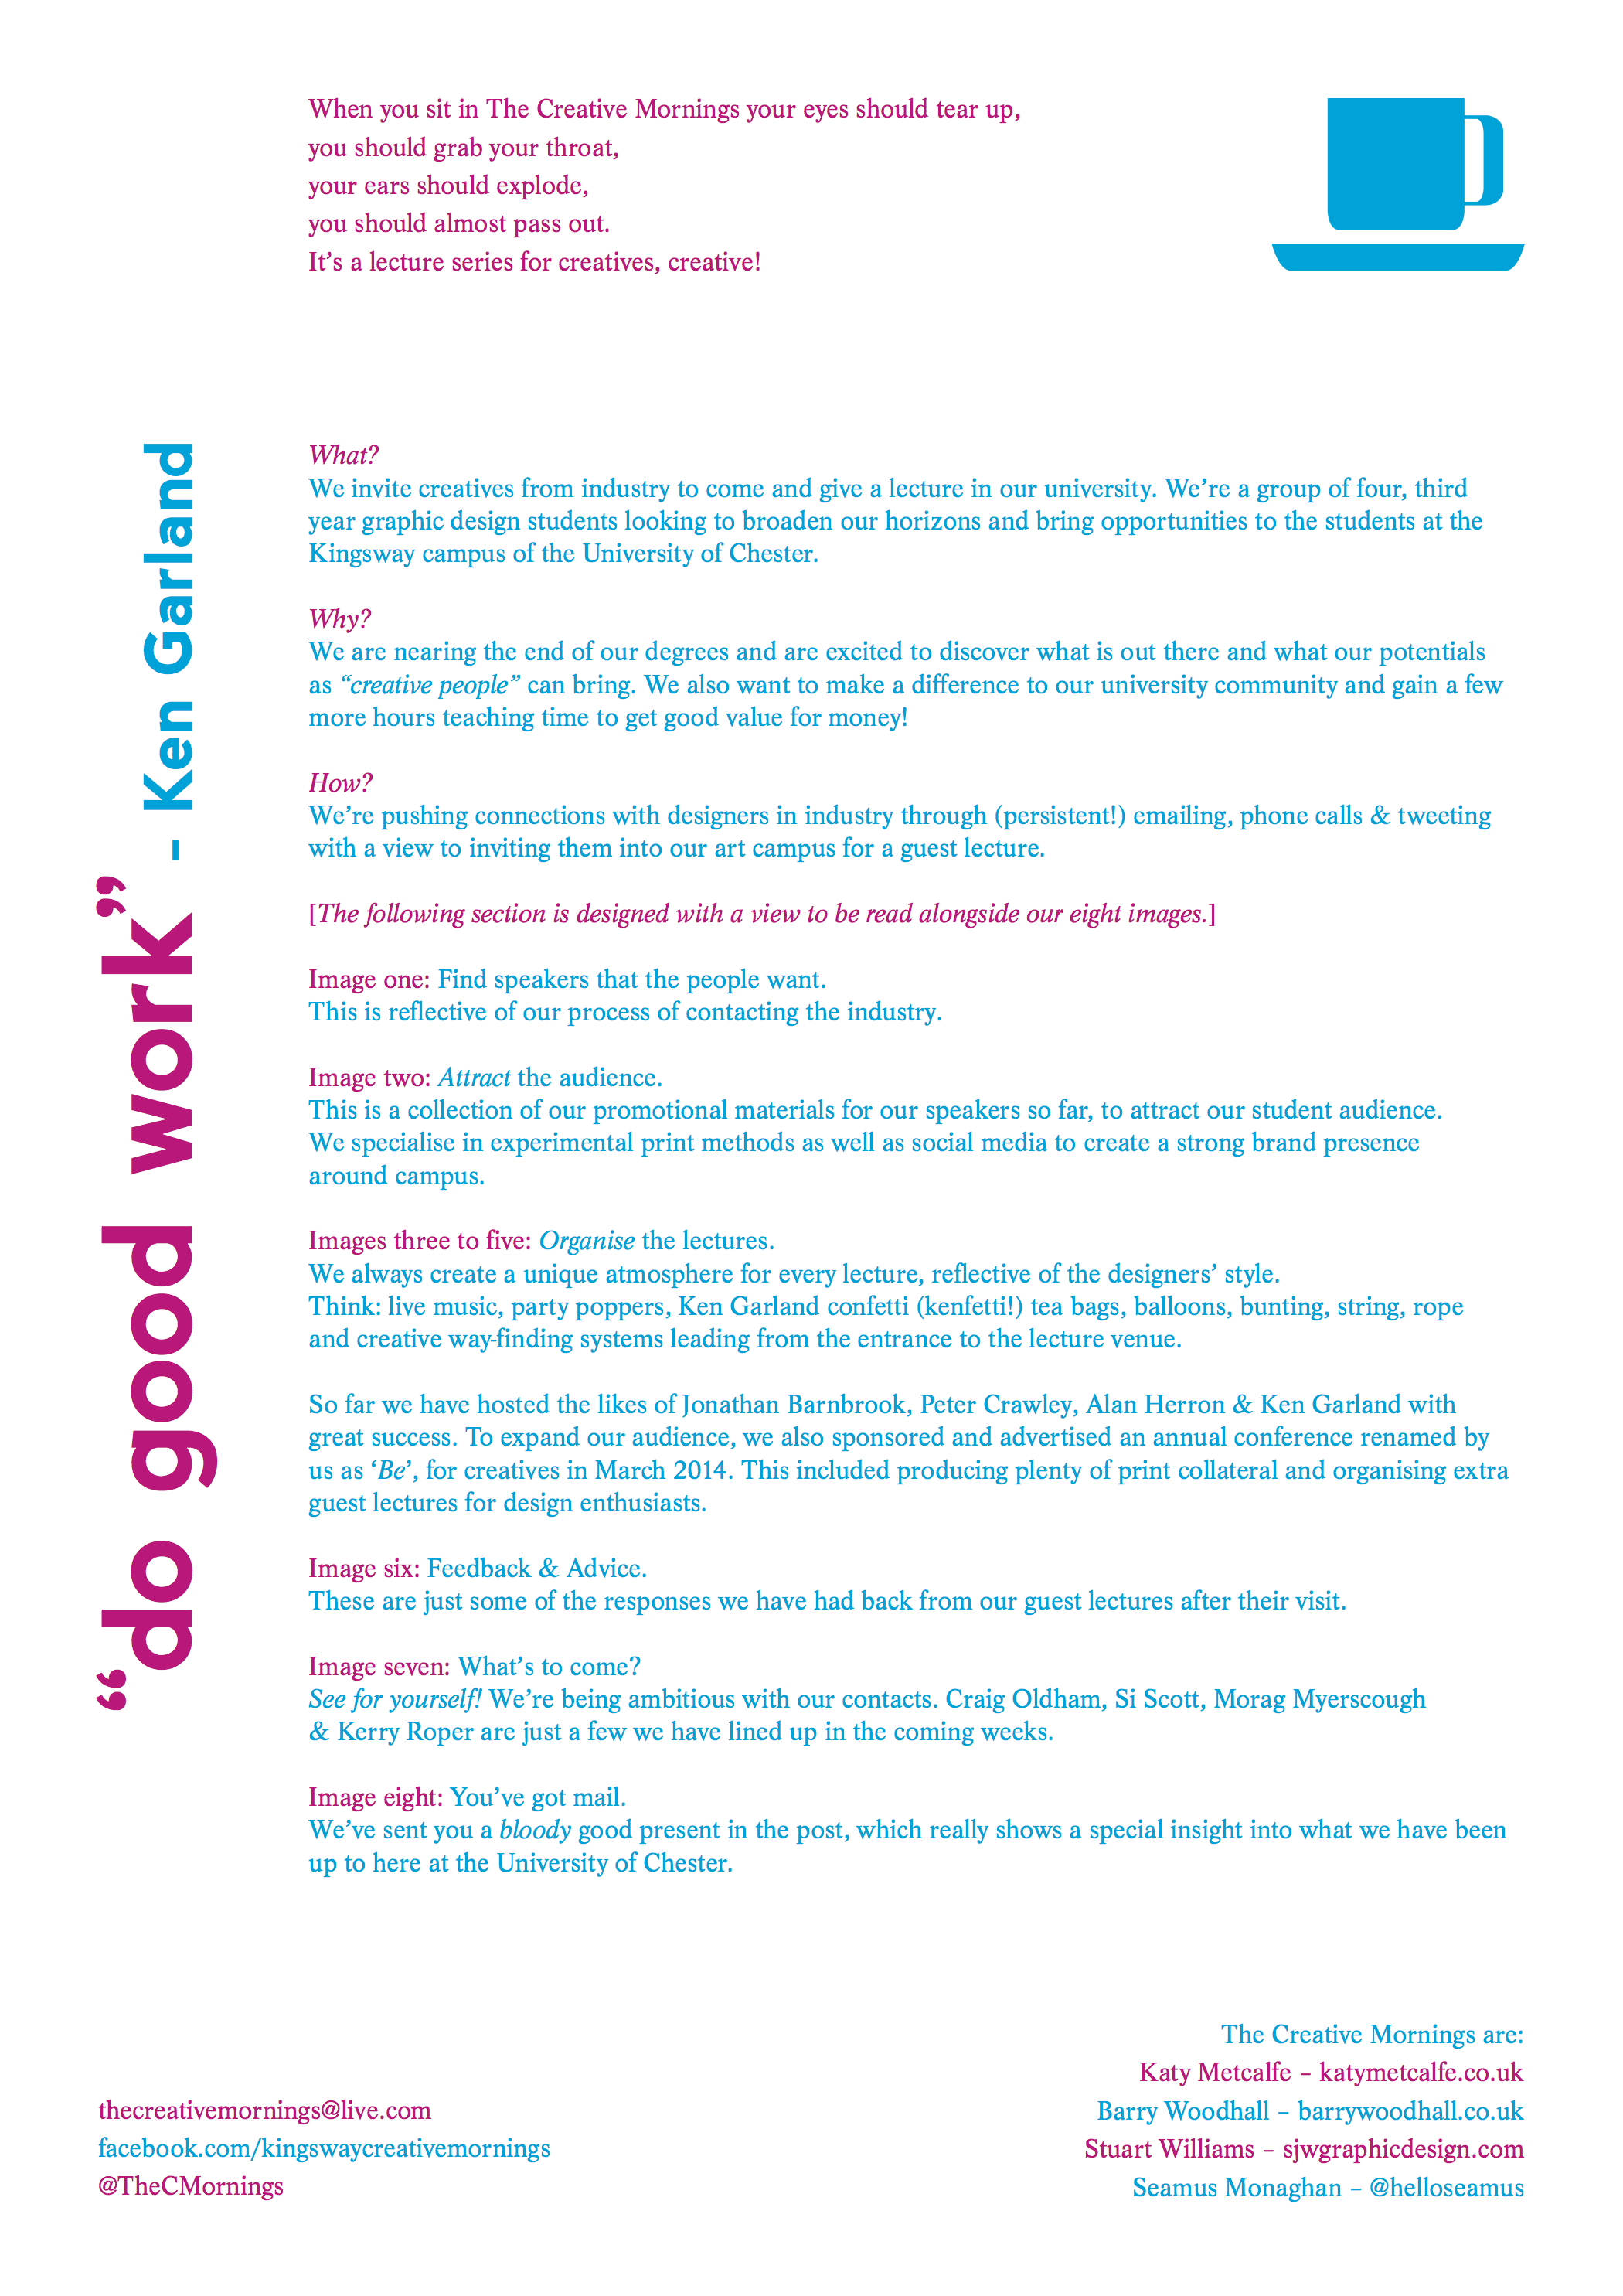 When you sit in The Creative Mornings your eyes should tear up,
you should grab your throat,
your ears should explode,
you should almost pass out.
It’s a lecture series for creatives, creative!
“do good work” – Ken Garland
What?
We invite creatives from industry to come and give a lecture in our university. We’re a group of four, third
year graphic design students looking to broaden our horizons and bring opportunities to the students at the
Kingsway campus of the University of Chester.
Why?
We are nearing the end of our degrees and are excited to discover what is out there and what our potentials
as “creative people” can bring. We also want to make a difference to our university community and gain a few
more hours teaching time to get good value for money!
How?
We’re pushing connections with designers in industry through (persistent!) emailing, phone calls & tweeting
with a view to inviting them into our art campus for a guest lecture.
[The following section is designed with a view to be read alongside our eight images.]
Image one: Find speakers that the people want.
This is reflective of our process of contacting the industry.
Image two: Attract the audience.
This is a collection of our promotional materials for our speakers so far, to attract our student audience.
We specialise in experimental print methods as well as social media to create a strong brand presence
around campus.
Images three to five: Organise the lectures.
We always create a unique atmosphere for every lecture, reflective of the designers’ style.
Think: live music, party poppers, Ken Garland confetti (kenfetti!) tea bags, balloons, bunting, string, rope
and creative way-finding systems leading from the entrance to the lecture venue.
So far we have hosted the likes of Jonathan Barnbrook, Peter Crawley, Alan Herron & Ken Garland with
great success. To expand our audience, we also sponsored and advertised an annual conference renamed by
us as ‘Be’, for creatives in March 2014. This included producing plenty of print collateral and organising extra
guest lectures for design enthusiasts.
Image six: Feedback & Advice.
These are just some of the responses we have had back from our guest lectures after their visit.
Image seven: What’s to come?
See for yourself! We’re being ambitious with our contacts. Craig Oldham, Si Scott, Morag Myerscough
& Kerry Roper are just a few we have lined up in the coming weeks.
Image eight: You’ve got mail.
We’ve sent you a bloody good present in the post, which really shows a special insight into what we have been
up to here at the University of Chester.
thecreativemornings@live.com
facebook.com/kingswaycreativemornings
@TheCMornings
The Creative Mornings are:
Katy Metcalfe – katymetcalfe.co.uk
Barry Woodhall – barrywoodhall.co.uk
Stuart Williams – sjwgraphicdesign.com
Seamus Monaghan – @helloseamus